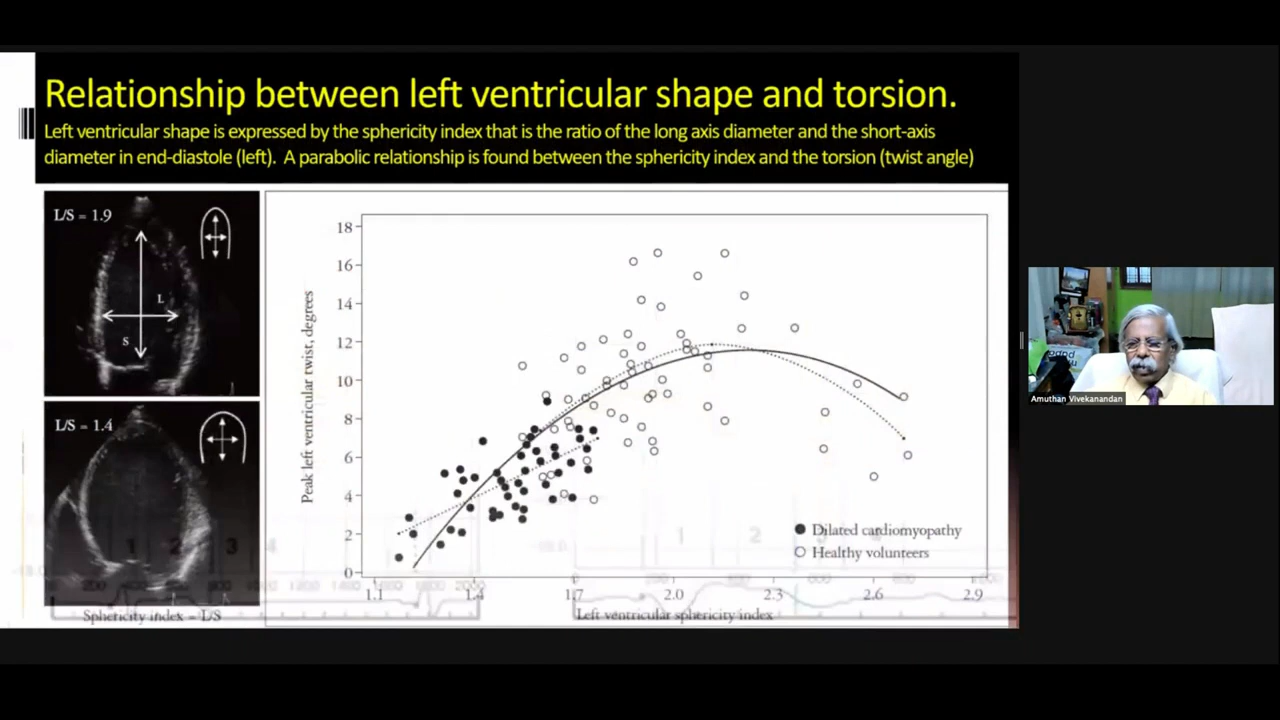 Relationship between left ventricular shape and torsion.
Left ventricular shape is expressed by the sphericity index that is the ratio of the long axis diameter and the short-axis
diameter in end-diastole (left). A parabolic relationship is found between the sphericity index and the torsion (twist angle)
L/S = 1.9
L
S
L/S = 1.4
Sphericity index = L/S
Peak left ventricular twist, degrees
18
16
14
12
10
8
6
4
2
0
Dilated cardiomyopathy
Healthy volunteers
1.1 1.4 1.7 2.0 2.3 2.6 2.9
Left ventricular sphericity index
Amuthan Vivekanandan